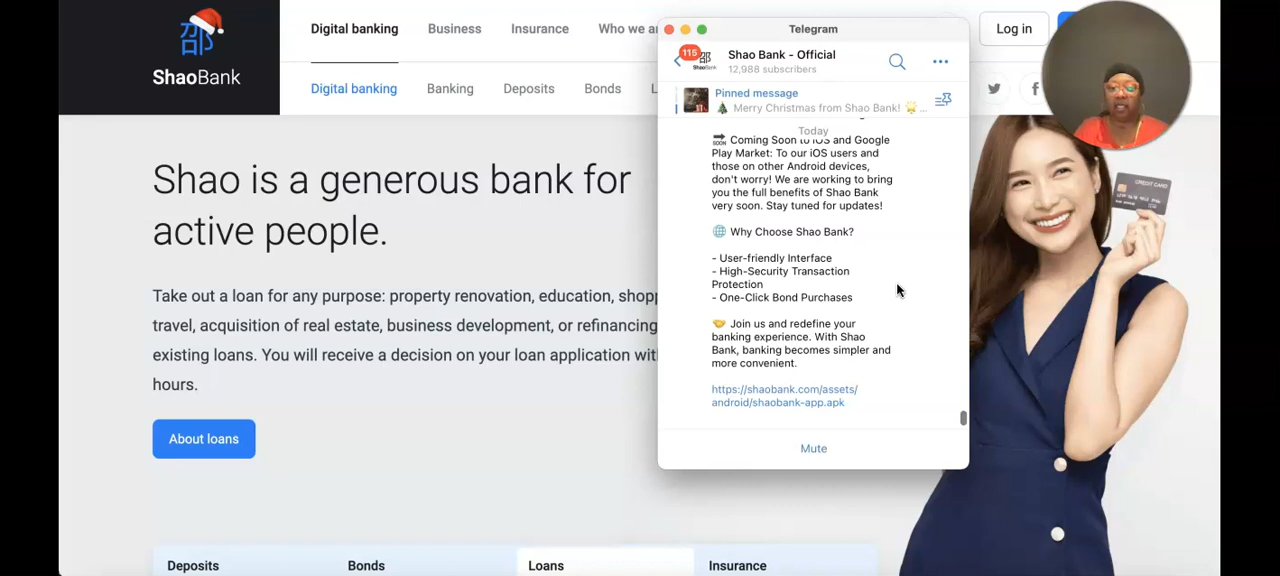 邵
ShaoBank
Digital banking
Business
Insurance
Log in
Digital banking
Banking
Deposits
Bonds
Shao is a generous bank for
active people.
Take out a loan for any purpose: property renovation, education,
travel, acquisition of real estate, business development, or refinancing
existing loans. You will receive a decision on your loan application
hours.
About loans
Deposits
Bonds
Loans
Insurance
Telegram
115
邵
ShaoBank
Shao Bank - Official
12,988 subscribers
Pinned message
🎄 Merry Christmas from Shao Bank! 🌟 ...
Today
🔜 Coming Soon to iOS and Google
Play Market: To our iOS users and
those on other Android devices,
don't worry! We are working to bring
you the full benefits of Shao Bank
very soon. Stay tuned for updates!
🌐 Why Choose Shao Bank?
- User-friendly Interface
- High-Security Transaction
Protection
- One-Click Bond Purchases
🤝 Join us and redefine your
banking experience. With Shao
Bank, banking becomes simpler and
more convenient.
https://shaobank.com/assets/
android/shaobank-app.apk
Mute
CREDIT CARD